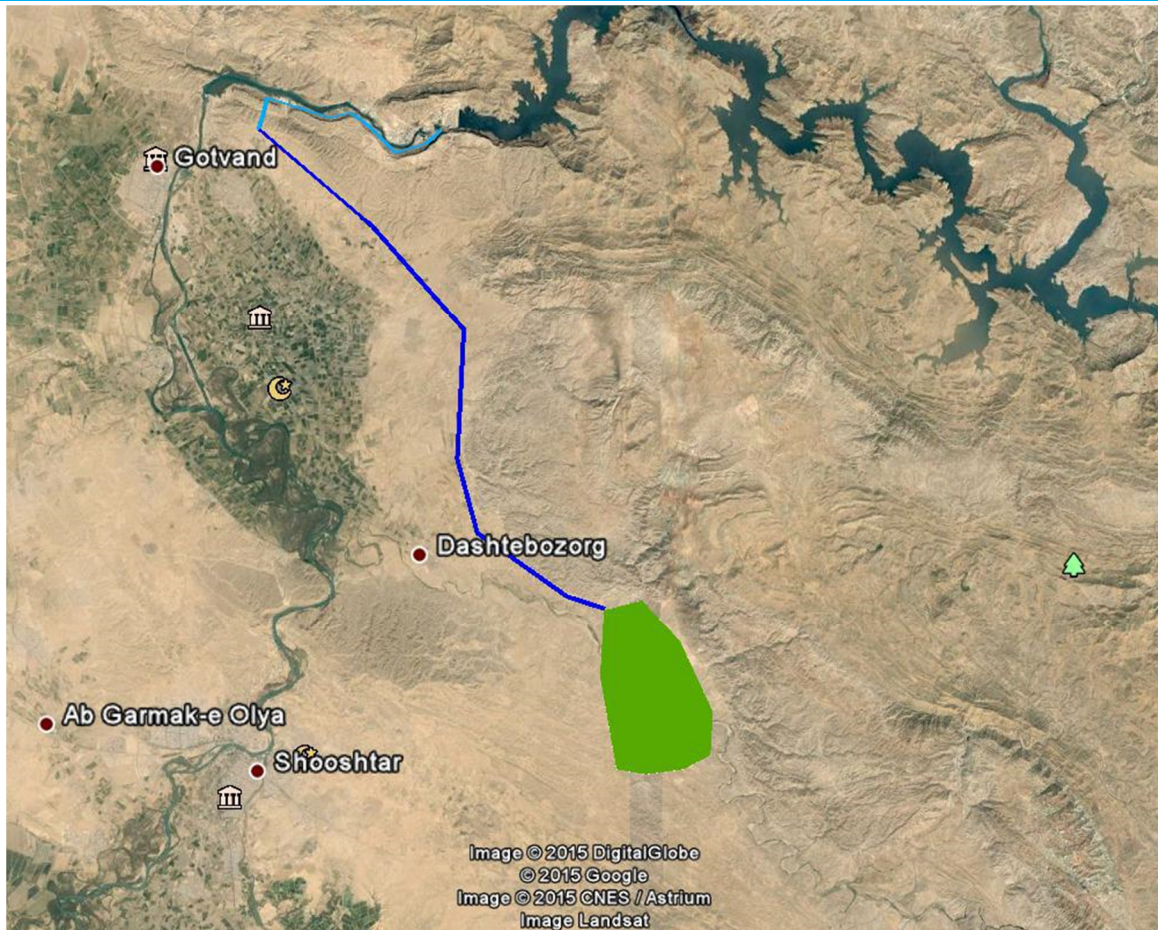 Gotvand
Dashtebozorg
Ab Garmak-e Olya
Shooshtar
Image © 2015 DigitalGlobe
© 2015 Google
Image © 2015 CNES / Astrium
Image Landsat